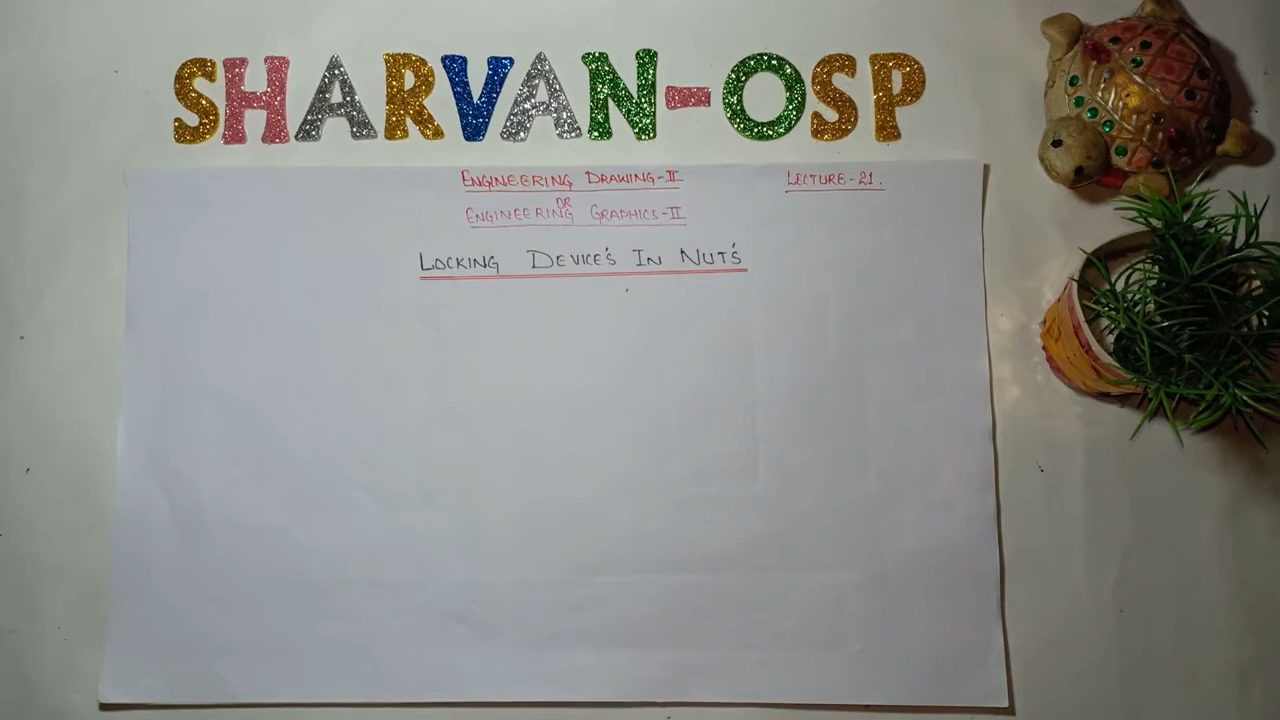 SHARVAN-OSP
ENGINEERING DRAWING-II
LECTURE-21.
OR
ENGINEERING GRAPHICS-II
LOCKING DEVICE'S IN NUT'S